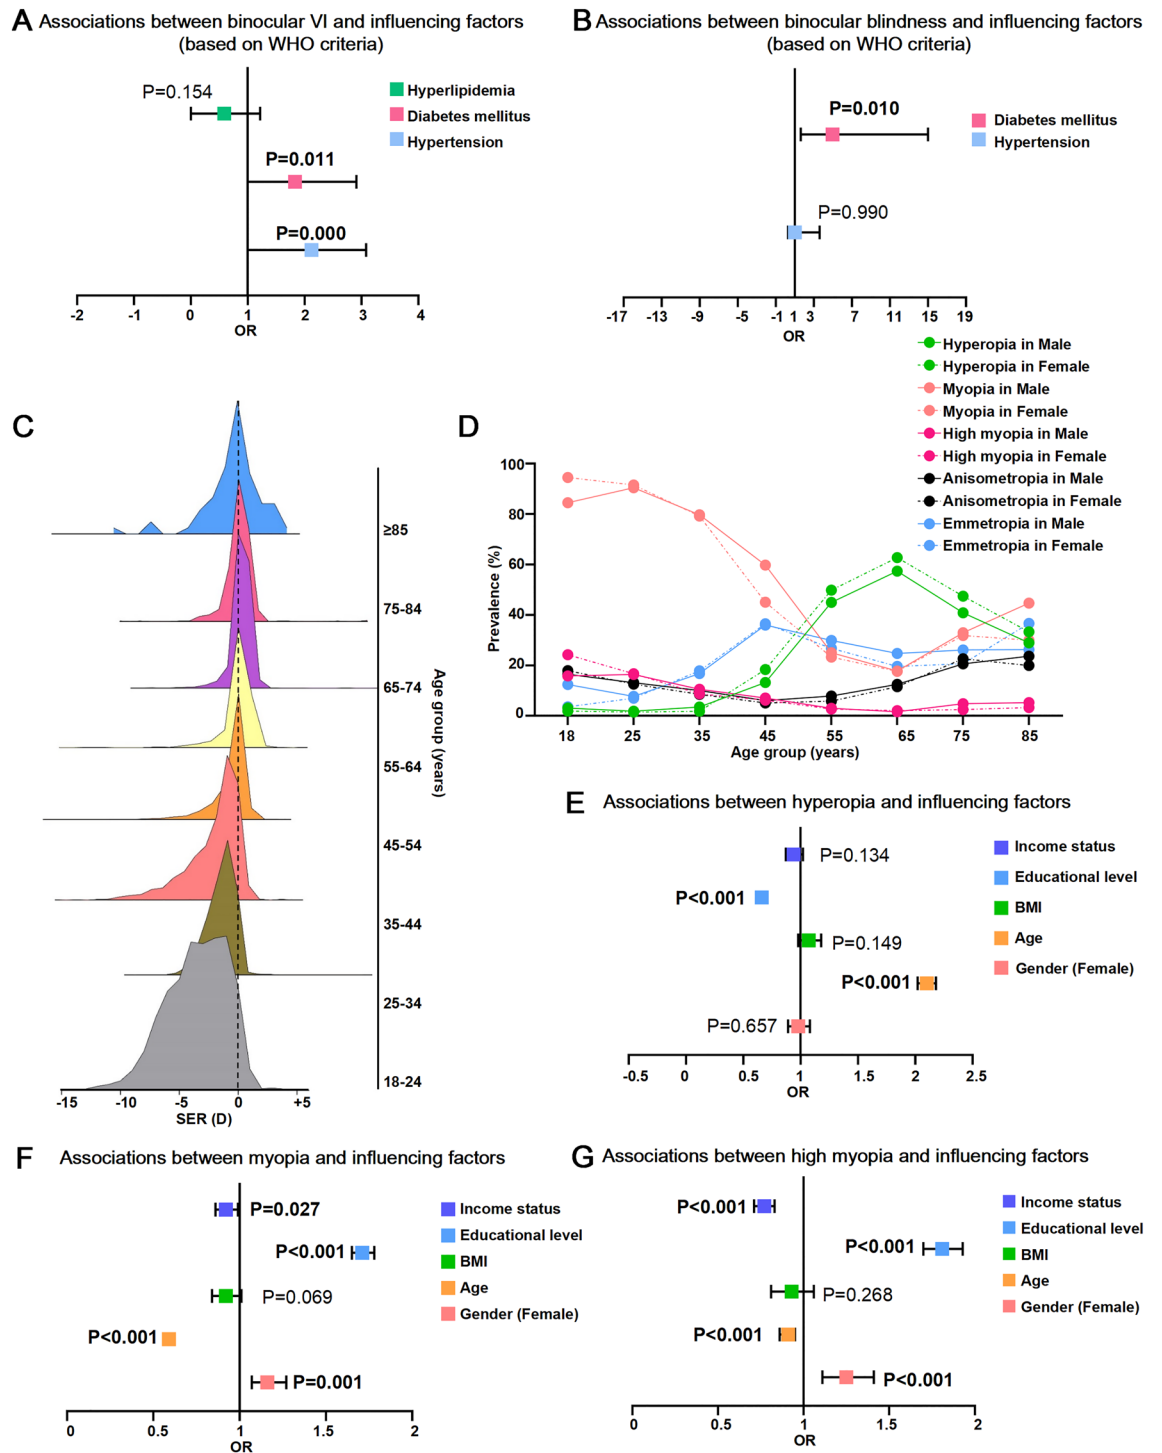 A Associations between binocular VI and influencing factors
(based on WHO criteria)
P=0.154
P=0.011
P=0.000
Hyperlipidemia
Diabetes mellitus
Hypertension
-2 -1 0 1 2 3 4
OR
B Associations between binocular blindness and influencing factors
(based on WHO criteria)
P=0.010
P=0.990
Diabetes mellitus
Hypertension
-17 -13 -9 -5 -1 1 3 7 11 15 19
OR
C
≥85
75-84
65-74
55-64
45-54
35-44
25-34
18-24
Age group (years)
-15 -10 -5 0 +5
SER (D)
D
Hyperopia in Male
Hyperopia in Female
Myopia in Male
Myopia in Female
High myopia in Male
High myopia in Female
Anisometropia in Male
Anisometropia in Female
Emmetropia in Male
Emmetropia in Female
Prevalence (%)
100
80
60
40
20
0
18 25 35 45 55 65 75 85
Age group (years)
E Associations between hyperopia and influencing factors
P=0.134
P<0.001
P=0.149
P<0.001
P=0.657
Income status
Educational level
BMI
Age
Gender (Female)
-0.5 0 0.5 1 1.5 2 2.5
OR
F Associations between myopia and influencing factors
P=0.027
P<0.001
P=0.069
P<0.001
P=0.001
Income status
Educational level
BMI
Age
Gender (Female)
0 0.5 1 1.5 2
OR
G Associations between high myopia and influencing factors
P<0.001
P<0.001
P=0.268
P<0.001
P<0.001
Income status
Educational level
BMI
Age
Gender (Female)
0 0.5 1 1.5 2
OR